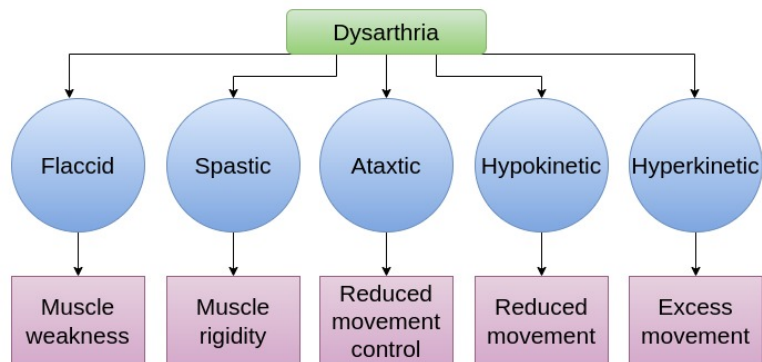 Dysarthria
Flaccid
Spastic
Ataxtic
Hypokinetic
Hyperkinetic
Muscle
weakness
Muscle
rigidity
Reduced
movement
control
Reduced
movement
Excess
movement